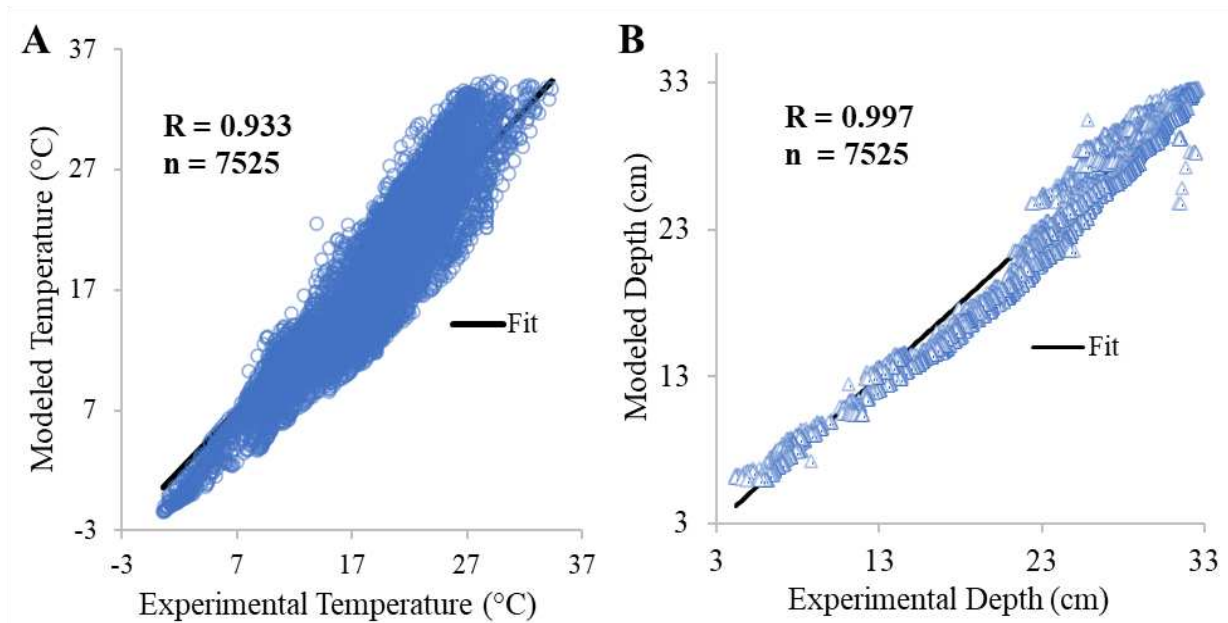 A
37
27
17
7
-3
Modeled Temperature (°C)
R = 0.933
n = 7525
Fit
-3 7 17 27 37
Experimental Temperature (°C)
B
33
23
13
3
Modeled Depth (cm)
R = 0.997
n = 7525
Fit
3 13 23 33
Experimental Depth (cm)